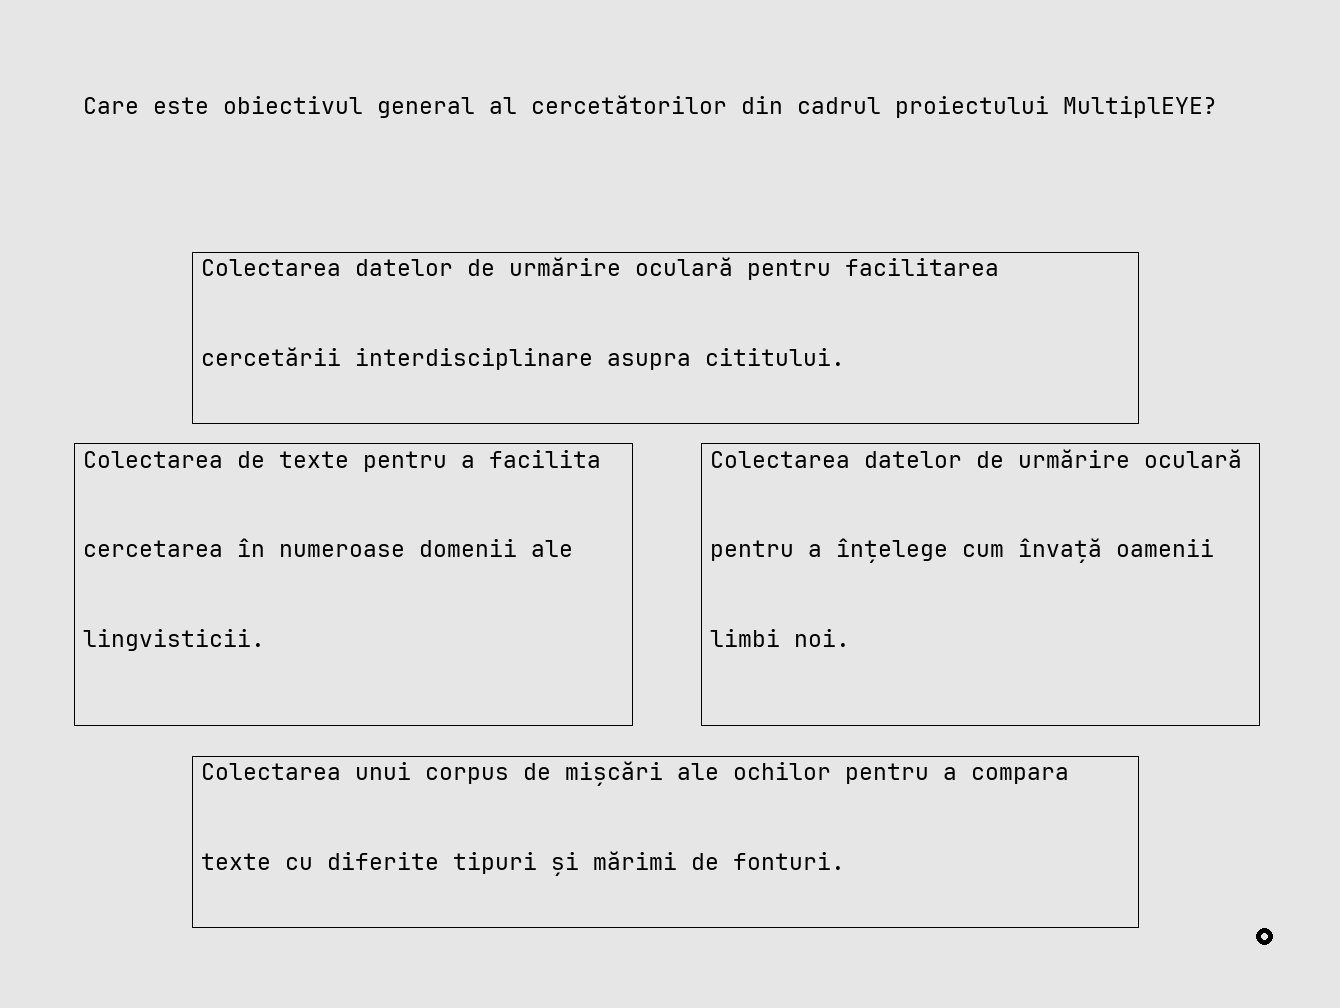 Care este obiectivul general al cercetătorilor din cadrul proiectului MultiplEYE?
Colectarea datelor de urmărire oculară pentru facilitarea
cercetării interdisciplinare asupra cititului.
Colectarea de texte pentru a facilita
cercetarea în numeroase domenii ale
lingvisticii.
Colectarea datelor de urmărire oculară
pentru a înțelege cum învață oamenii
limbi noi.
Colectarea unui corpus de mișcări ale ochilor pentru a compara
texte cu diferite tipuri și mărimi de fonturi.